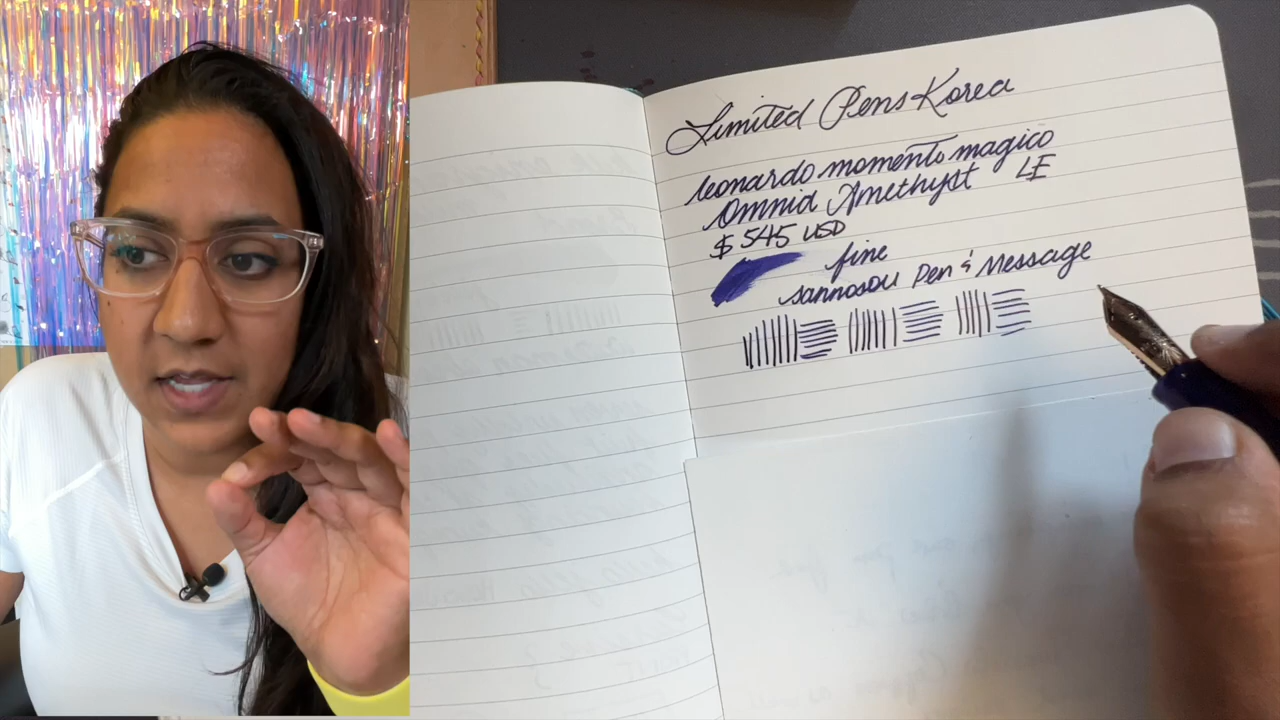 Limited Pens Korea
leonardo momento magico
Omnia Amethyst LE
$545 USD
fine
sannosou Pen & Message